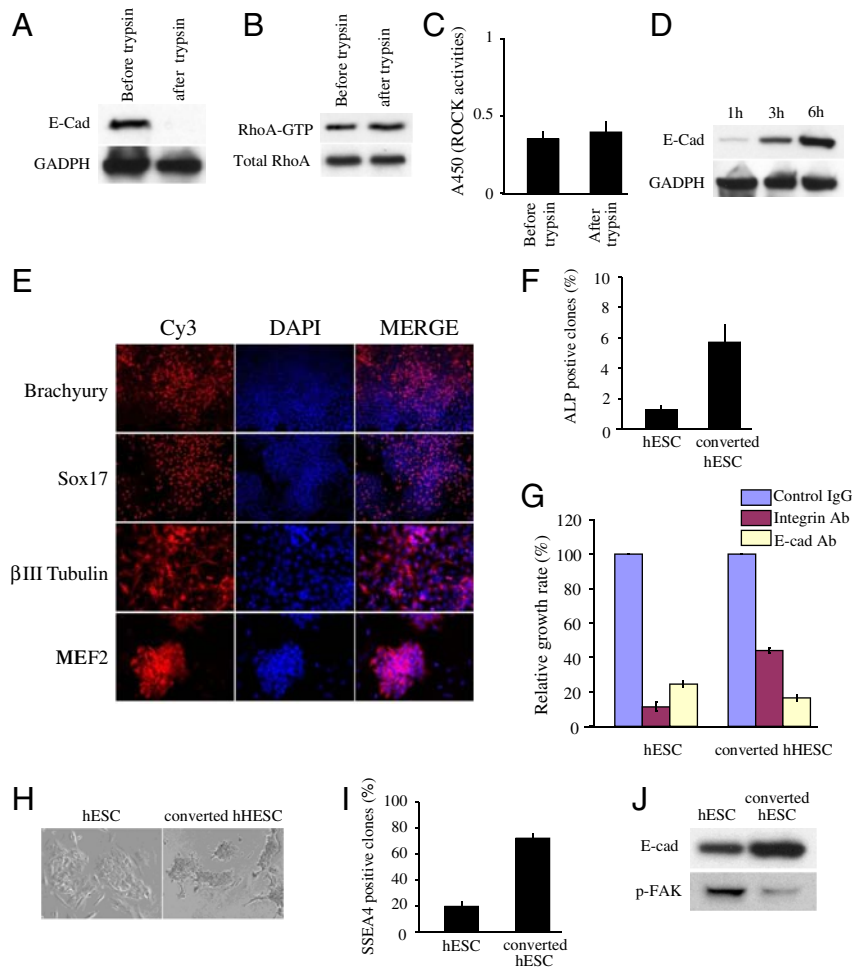 A
Before trypsin
after trypsin
E-Cad
GADPH
B
Before trypsin
after trypsin
RhoA-GTP
Total RhoA
C
A450 (ROCK activities)
1
0.5
0
Before trypsin
After trypsin
D
1h 3h 6h
E-Cad
GADPH
E
Cy3 DAPI MERGE
Brachyury
Sox17
βIII Tubulin
MEF2
F
ALP postive clones (%)
10
8
6
4
2
0
hESC
converted
hESC
G
Control IgG
Integrin Ab
E-cad Ab
Relative growth rate (%)
120
100
80
60
40
20
0
hESC converted hHESC
H
hESC converted hHESC
I
SSEA4 positive clones (%)
100
80
60
40
20
0
hESC
converted
hESC
J
hESC
converted
hESC
E-cad
p-FAK